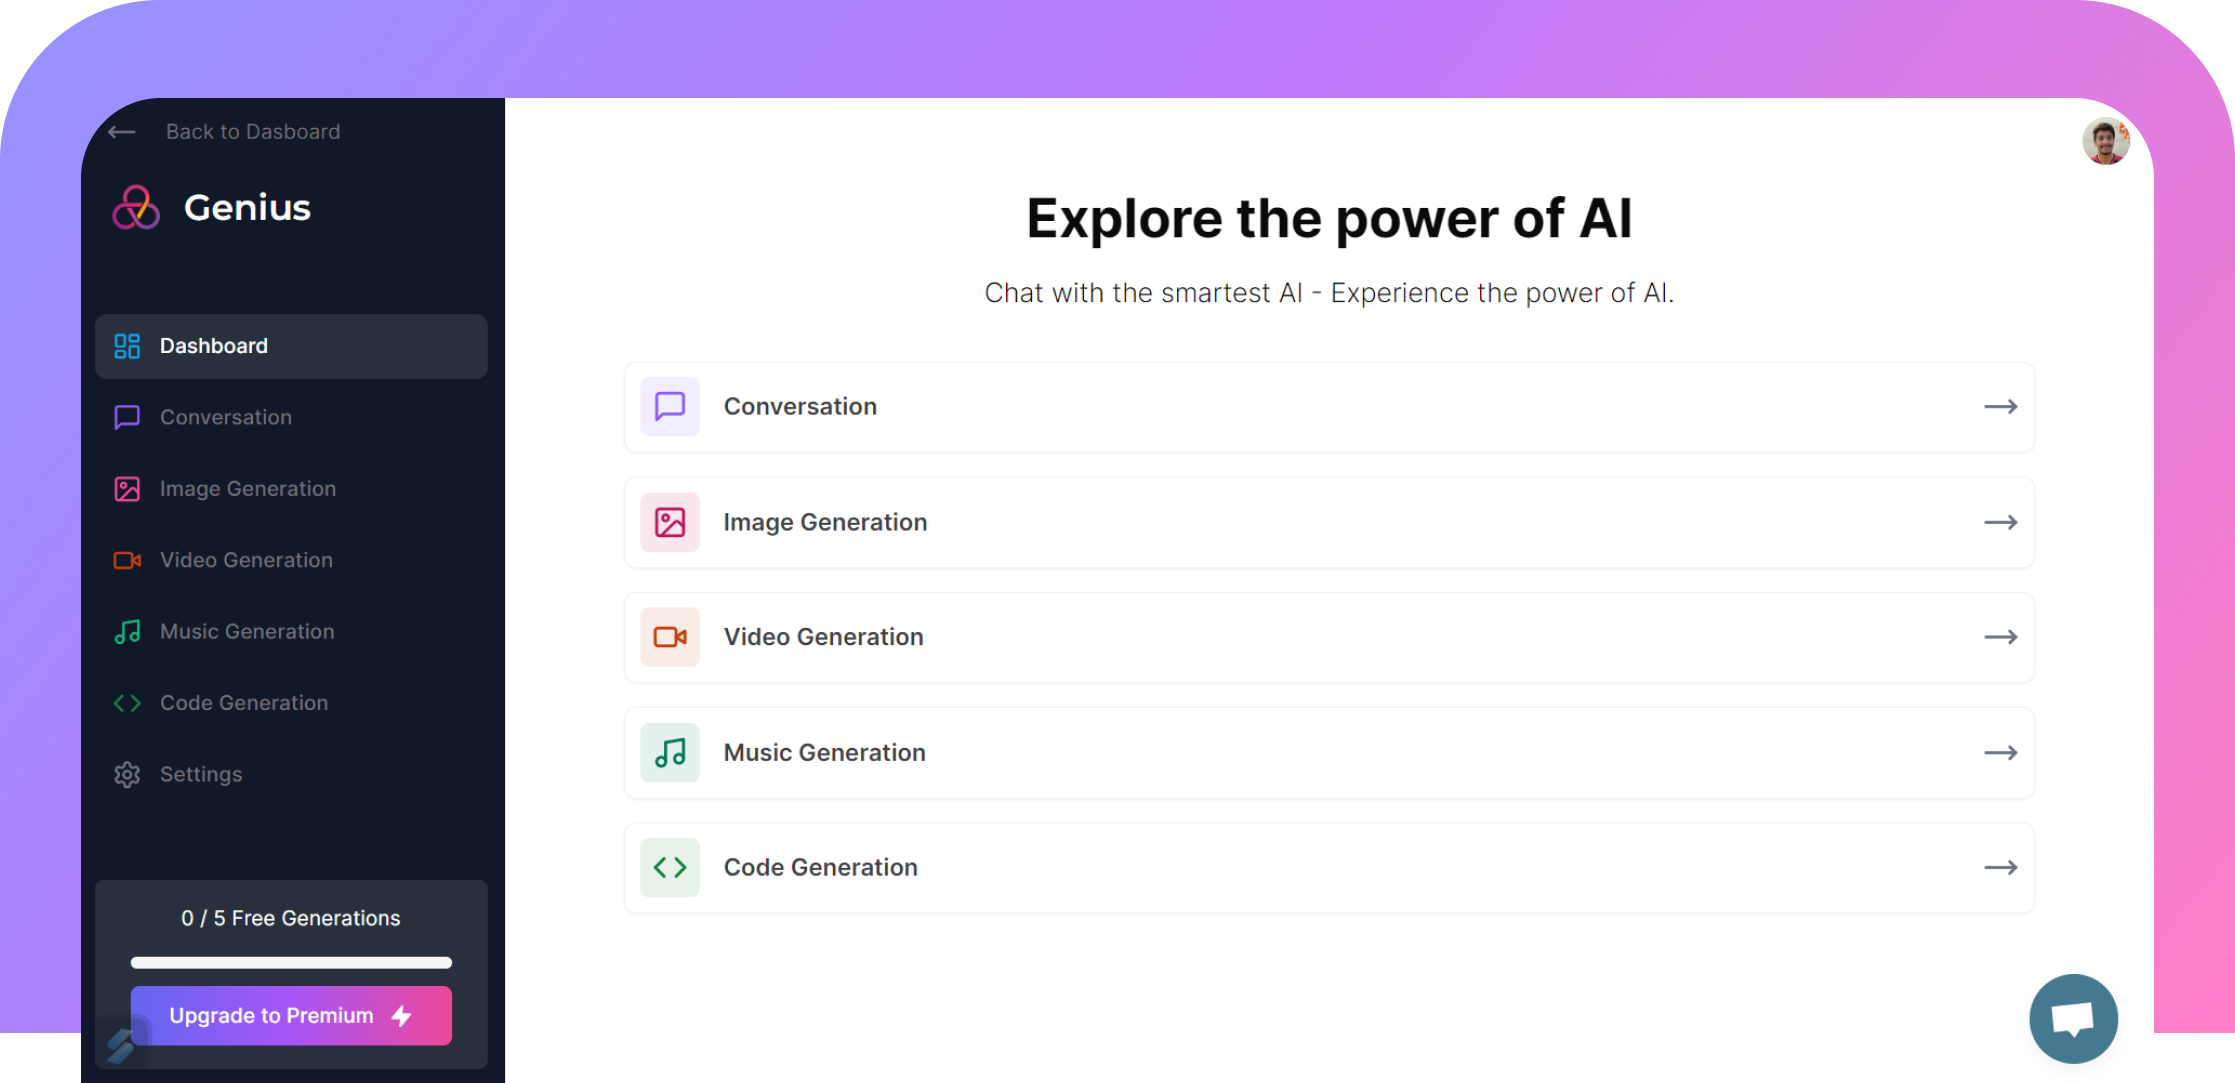 Back to Dasboard
Genius
Dashboard
Conversation
Image Generation
Video Generation
Music Generation
Code Generation
Settings
0 / 5 Free Generations
Upgrade to Premium
Explore the power of AI
Chat with the smartest AI - Experience the power of AI.
Conversation
Image Generation
Video Generation
Music Generation
Code Generation